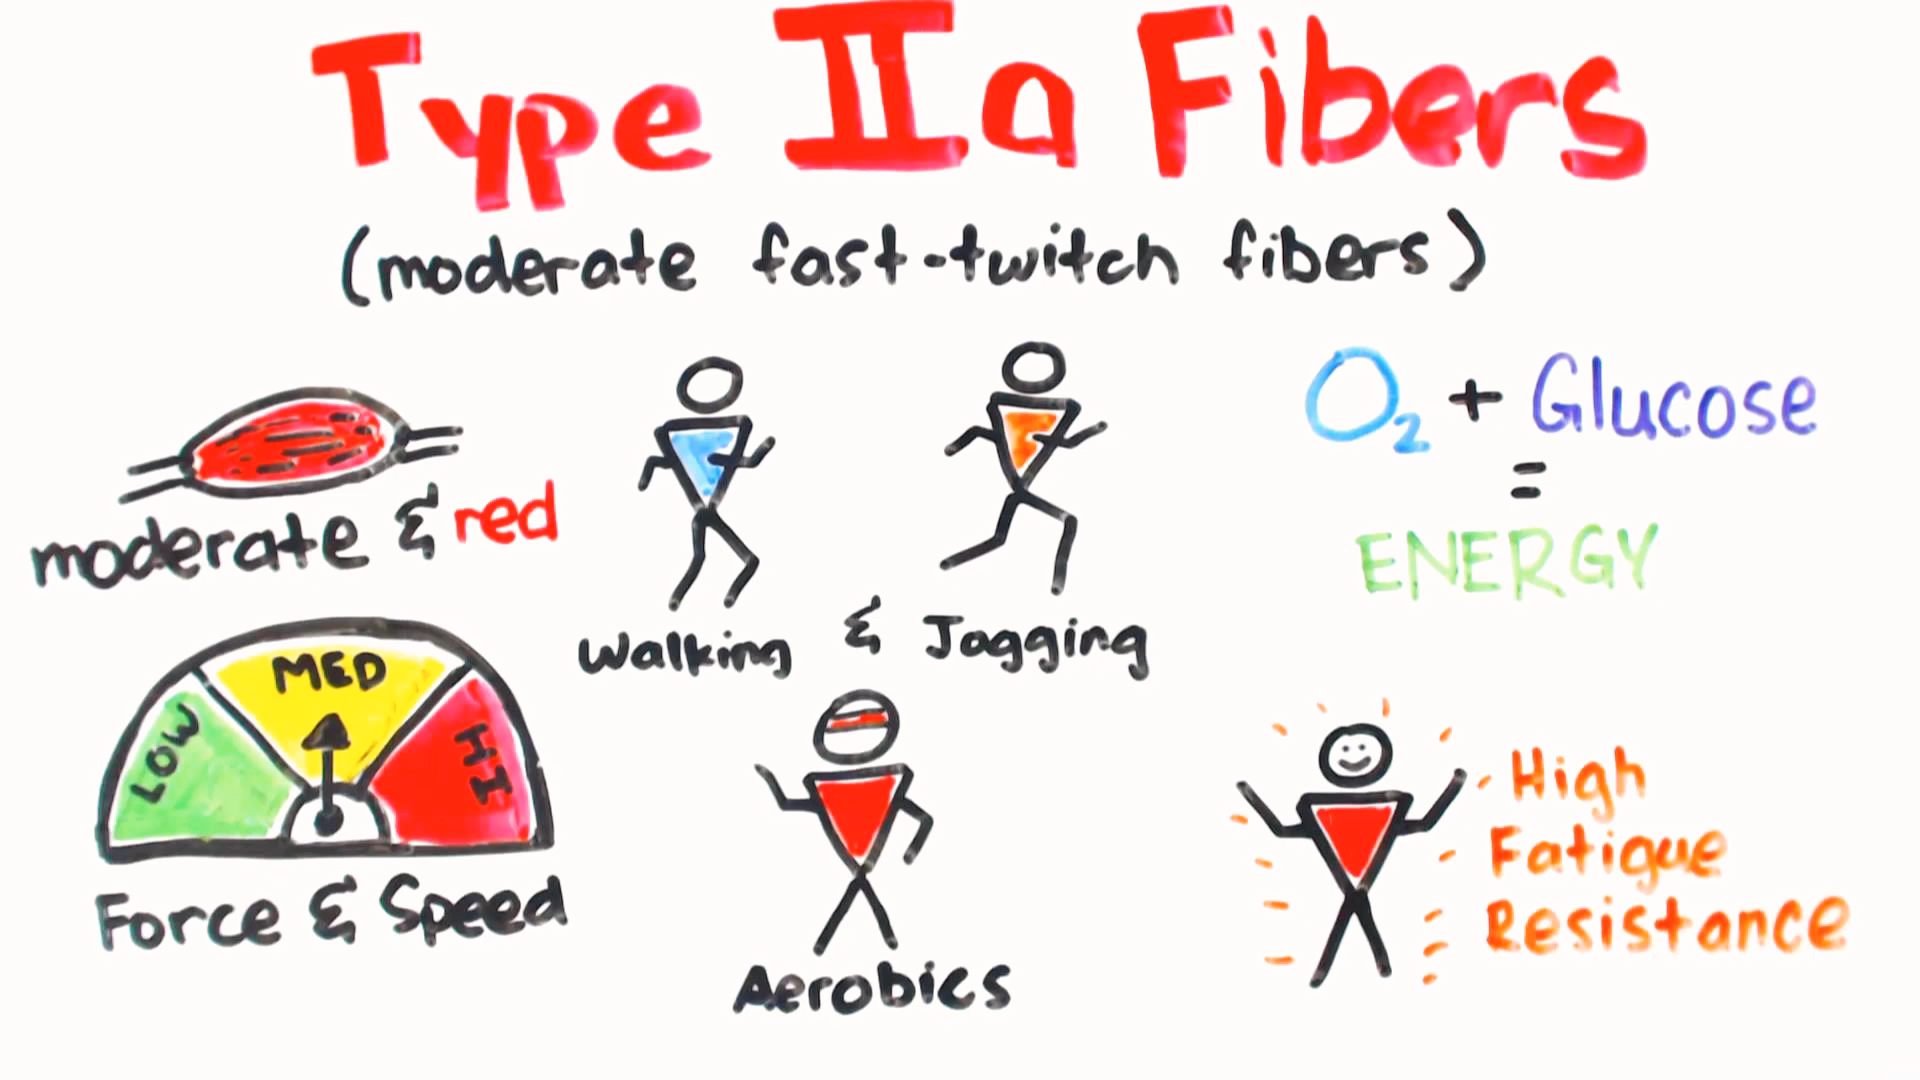 Type IIa Fibers
(moderate fast-twitch fibers)
moderate & red
Walking & Jogging
O₂ + Glucose
=
ENERGY
LOW
MED
HI
Force & Speed
Aerobics
High
Fatigue
Resistance